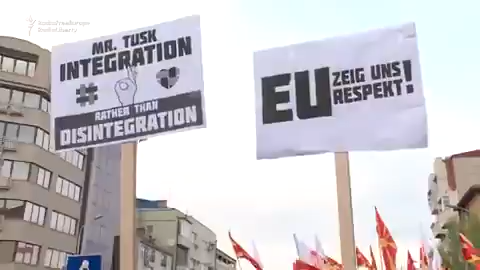 MR. TUSK
INTEGRATION
#
RATHER THAN
DISINTEGRATION
EU ZEIG UNS
RESPEKT!